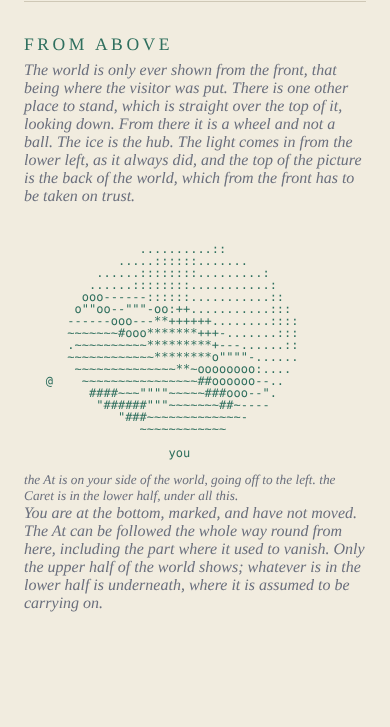 FROM ABOVE
The world is only ever shown from the front, that
being where the visitor was put. There is one other
place to stand, which is straight over the top of it,
looking down. From there it is a wheel and not a
ball. The ice is the hub. The light comes in from the
lower left, as it always did, and the top of the picture
is the back of the world, which from the front has to
be taken on trust.
..........::
.....::::::.......
......::::::::.........:
......::::::::...........:
ooo------::::::..........::
o""oo--"""-oo:++..........:::
------ooo---**++++++........::::
~~~~~~~#ooo*******+++-.......:::
.~~~~~~~~~~*********+---.......::
~~~~~~~~~~~~********o""""-......
~~~~~~~~~~~~~~**~oooooooo:....
@    ~~~~~~~~~~~~~~~~##oooooo--..
####~~~""""~~~~~###ooo--".
"######"""~~~~~~~##~----
"###~~~~~~~~~~~~~-
~~~~~~~~~~~~
you
the At is on your side of the world, going off to the left. the
Caret is in the lower half, under all this.
You are at the bottom, marked, and have not moved.
The At can be followed the whole way round from
here, including the part where it used to vanish. Only
the upper half of the world shows; whatever is in the
lower half is underneath, where it is assumed to be
carrying on.